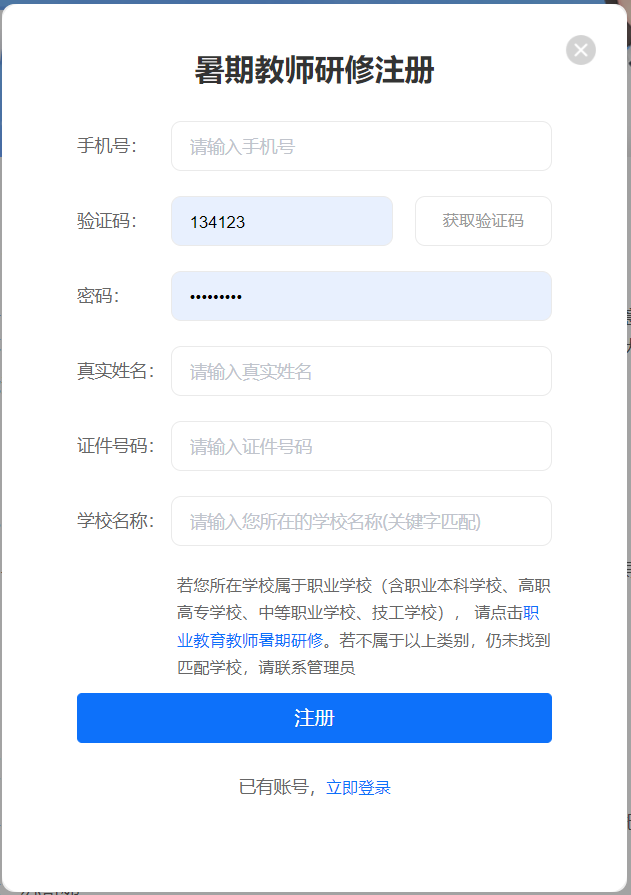 暑期教师研修注册
手机号：
请输入手机号
验证码：
134123
获取验证码
密码：
•••••••••
真实姓名：
请输入真实姓名
证件号码：
请输入证件号码
学校名称：
请输入您所在的学校名称(关键字匹配)
若您所在学校属于职业学校（含职业本科学校、高职
高专学校、中等职业学校、技工学校）， 请点击职
业教育教师暑期研修。若不属于以上类别，仍未找到
匹配学校，请联系管理员
注册
已有账号，立即登录